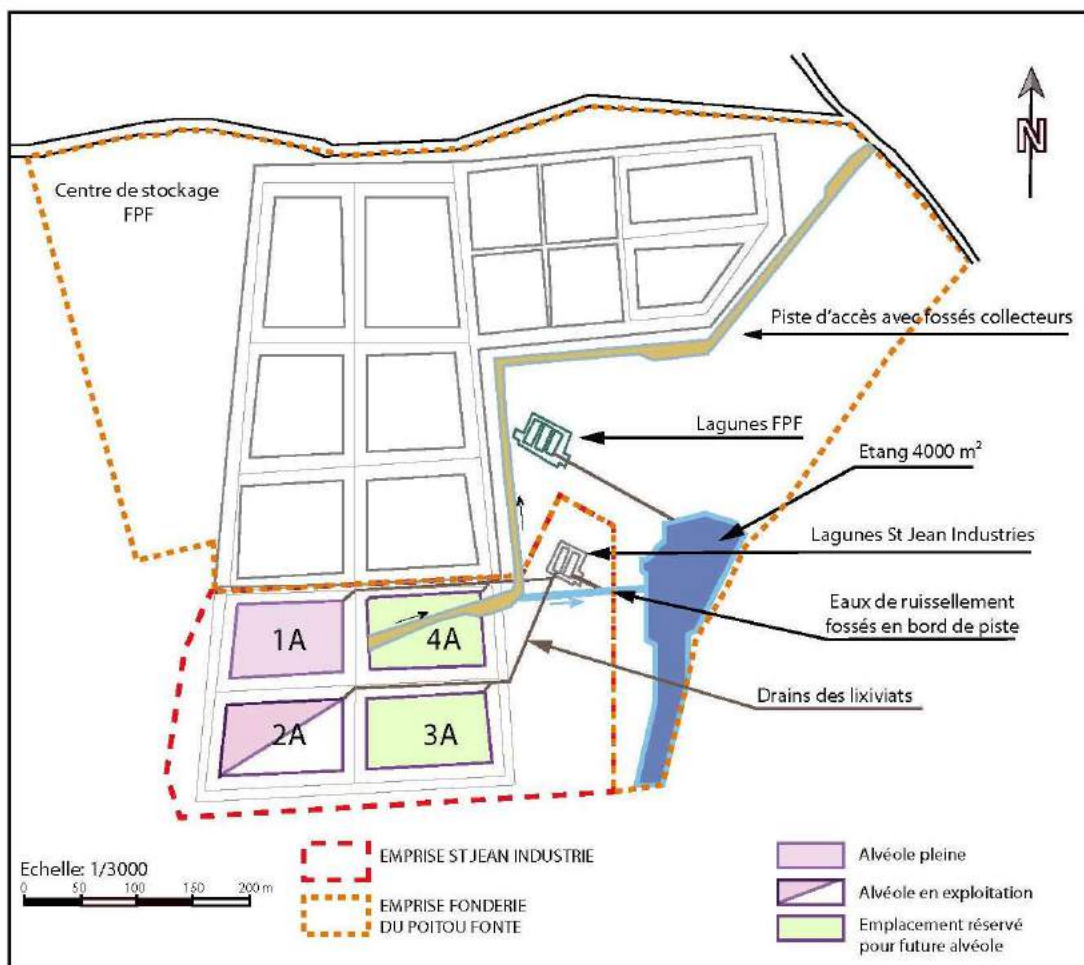 N
Centre de stockage
FPF
Piste d'accès avec fossés collecteurs
Lagunes FPF
Etang 4000 m²
Lagunes St Jean Industries
Eaux de ruissellement
fossés en bord de piste
1A
4A
Drains des lixiviats
2A
3A
Echelle: 1/3000
0 50 100 150 200 m
EMPRISE ST JEAN INDUSTRIE
EMPRISE FONDERIE
DU POITOU FONTE
Alvéole pleine
Alvéole en exploitation
Emplacement réservé
pour future alvéole